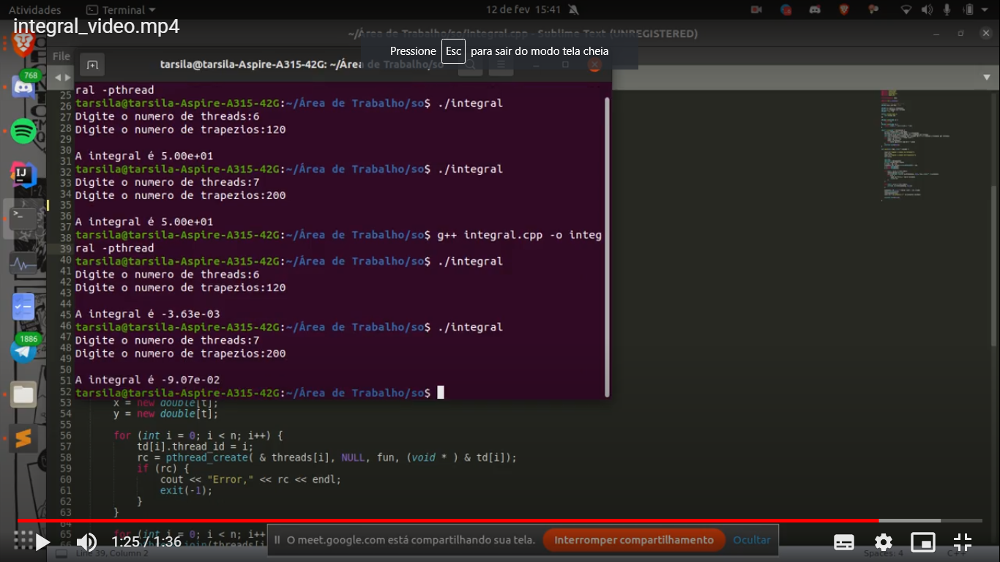 Atividades
Terminal
12 de fev 15:41
integral_video.mp4
~/Área de Trabalho/so/integral.cpp - Sublime Text (UNREGISTERED)
Pressione Esc para sair do modo tela cheia
File
tarsila@tarsila-Aspire-A315-42G: ~/Área de Trabalho/so
768
1886
ral -pthread
tarsila@tarsila-Aspire-A315-42G:~/Área de Trabalho/so$ ./integral
Digite o numero de threads:6
Digite o numero de trapezios:120
A integral é 5.00e+01
tarsila@tarsila-Aspire-A315-42G:~/Área de Trabalho/so$ ./integral
Digite o numero de threads:7
Digite o numero de trapezios:200
A integral é 5.00e+01
tarsila@tarsila-Aspire-A315-42G:~/Área de Trabalho/so$ g++ integral.cpp -o integ
ral -pthread
tarsila@tarsila-Aspire-A315-42G:~/Área de Trabalho/so$ ./integral
Digite o numero de threads:6
Digite o numero de trapezios:120
A integral é -3.63e-03
tarsila@tarsila-Aspire-A315-42G:~/Área de Trabalho/so$ ./integral
Digite o numero de threads:7
Digite o numero de trapezios:200
A integral é -9.07e-02
tarsila@tarsila-Aspire-A315-42G:~/Área de Trabalho/so$
25
26
27
28
29
30
31
32
33
34
35
36
37
38
39
40
41
42
43
44
45
46
47
48
49
50
51
52
53 x = new double[t];
54 y = new double[t];
55
56 for (int i = 0; i < n; i++) {
57 td[i].thread_id = i;
58 rc = pthread_create( & threads[i], NULL, fun, (void * ) & td[i]);
59 if (rc) {
60 cout << "Error," << rc << endl;
61 exit(-1);
62 }
63 }
64
65 for (int i = 0; i < n; i++
IJ
II O meet.google.com está compartilhando sua tela.
Interromper compartilhamento
Ocultar
1:25 / 1:36
Line 39, Column 2
Spaces: 4
C++